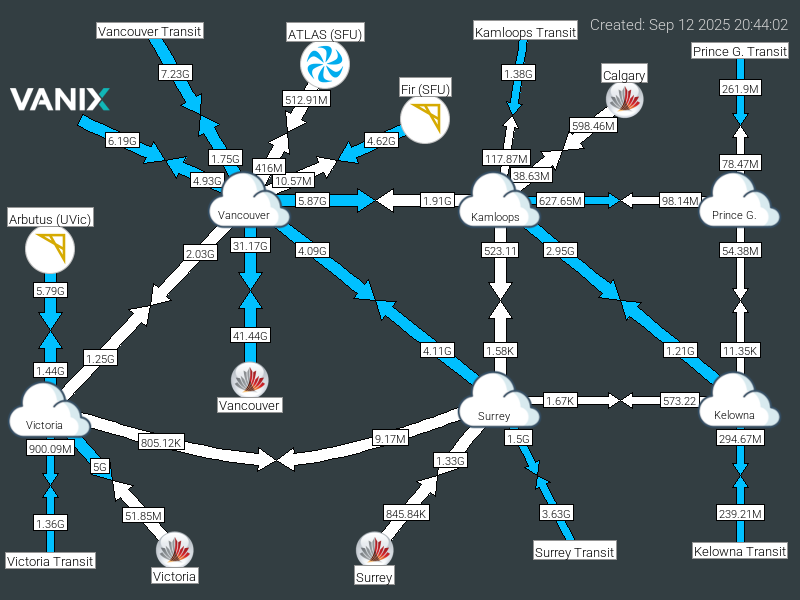 Created: Sep 12 2025 20:44:02
Vancouver Transit
ATLAS (SFU)
Kamloops Transit
Prince G. Transit
7.23G
1.38G
Calgary
261.9M
VANIX
512.91M
Fir (SFU)
598.46M
6.19G
4.62G
1.75G
117.87M
78.47M
416M
38.63M
4.93G
10.57M
5.87G
1.91G
627.65M
98.14M
Arbutus (UVic)
Vancouver
Kamloops
Prince G.
31.17G
2.03G
4.09G
523.11
2.95G
54.38M
5.79G
41.44G
1.25G
4.11G
1.58K
1.21G
11.35K
1.44G
Vancouver
1.67K
573.22
Victoria
Surrey
Kelowna
900.09M
805.12K
9.17M
1.5G
294.67M
5G
1.33G
51.85M
845.84K
3.63G
239.21M
1.36G
Victoria Transit
Victoria
Surrey
Surrey Transit
Kelowna Transit